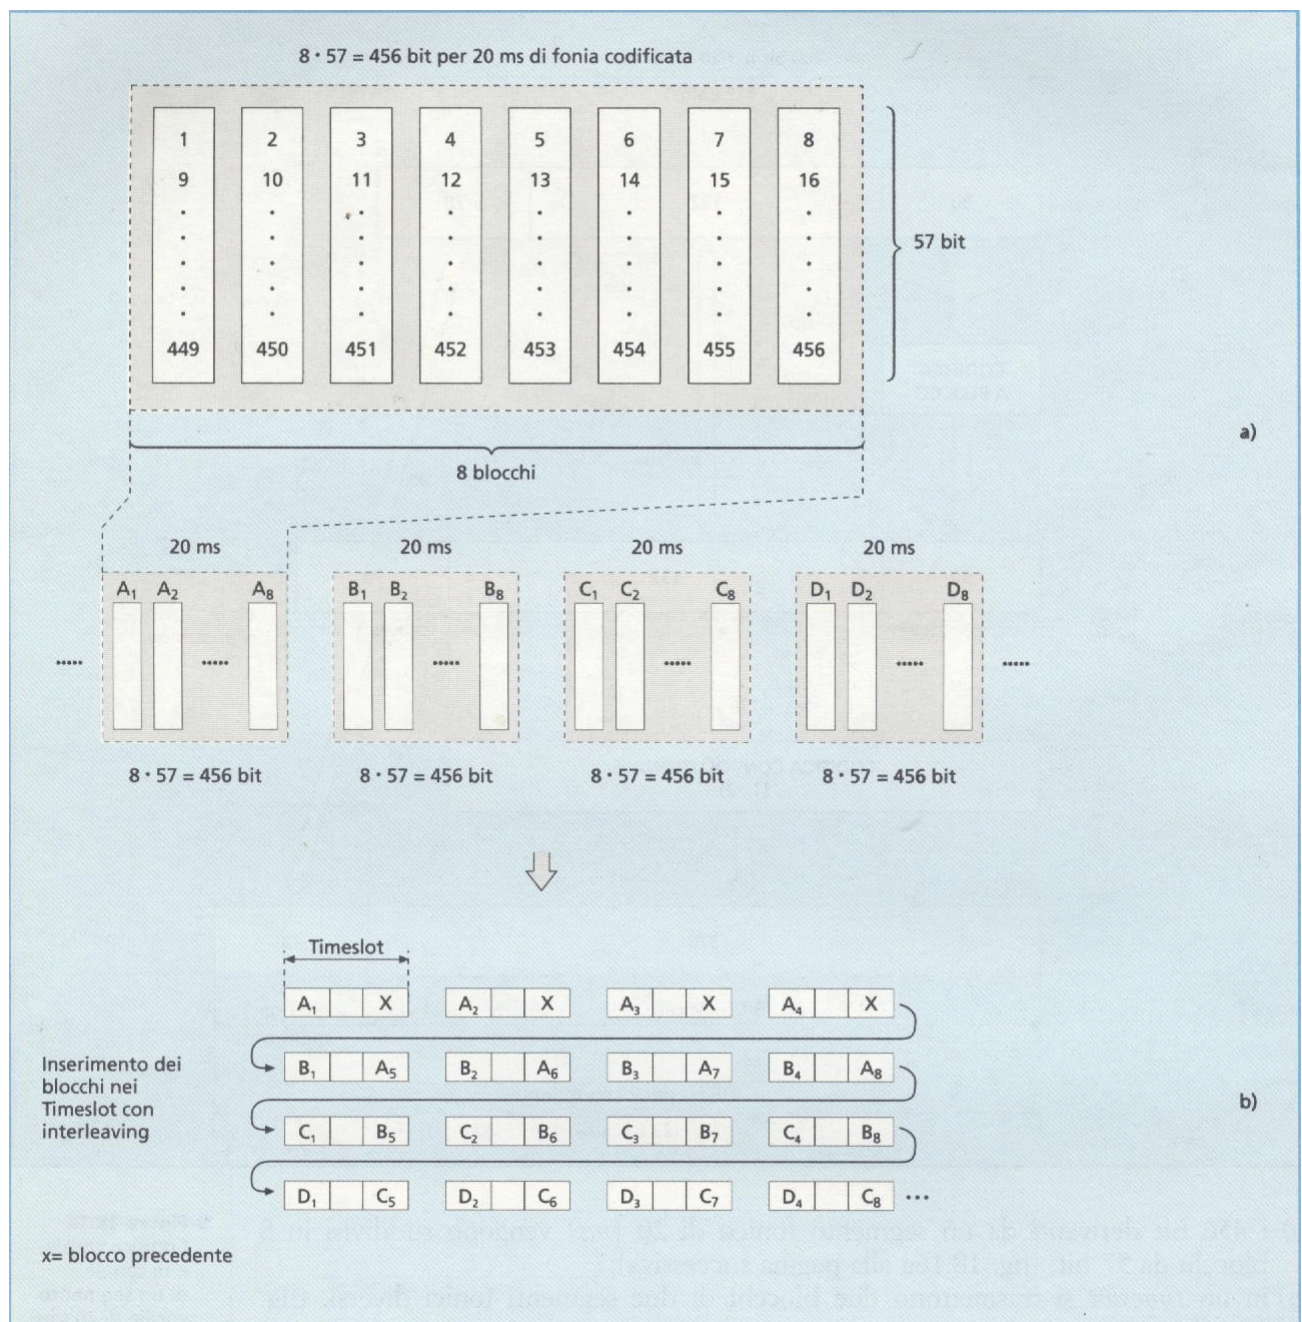 8 · 57 = 456 bit per 20 ms di fonia codificata
1 2 3 4 5 6 7 8
9 10 11 12 13 14 15 16
449 450 451 452 453 454 455 456
57 bit
a)
8 blocchi
20 ms 20 ms 20 ms 20 ms
A₁ A₂ A₈ B₁ B₂ B₈ C₁ C₂ C₈ D₁ D₂ D₈
..... ..... ..... ..... ..... .....
8 · 57 = 456 bit 8 · 57 = 456 bit 8 · 57 = 456 bit 8 · 57 = 456 bit
Timeslot
A₁ X A₂ X A₃ X A₄ X
B₁ A₅ B₂ A₆ B₃ A₇ B₄ A₈
C₁ B₅ C₂ B₆ C₃ B₇ C₄ B₈
D₁ C₅ D₂ C₆ D₃ C₇ D₄ C₈ ...
Inserimento dei
blocchi nei
Timeslot con
interleaving
b)
x= blocco precedente